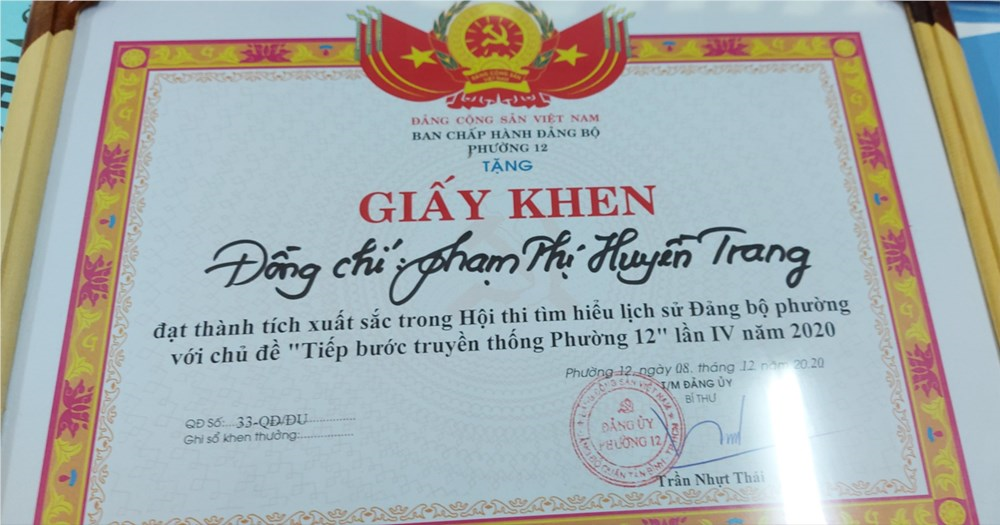 ĐẢNG CỘNG SẢN VIỆT NAM
BAN CHẤP HÀNH ĐẢNG BỘ
PHƯỜNG 12
TẶNG
GIẤY KHEN
Đồng chí: Phạm Thị Huyền Trang
đạt thành tích xuất sắc trong Hội thi tìm hiểu lịch sử Đảng bộ phường
với chủ đề "Tiếp bước truyền thống Phường 12" lần IV năm 2020
Phường 12, ngày 08. tháng .12 năm 20.20
T/M ĐẢNG ỦY
BÍ THƯ
QĐ Số:...33-QĐ/ĐU
Ghi sổ khen thưởng:
ĐẢNG ỦY
PHƯỜNG 12
Trần Nhựt Thái